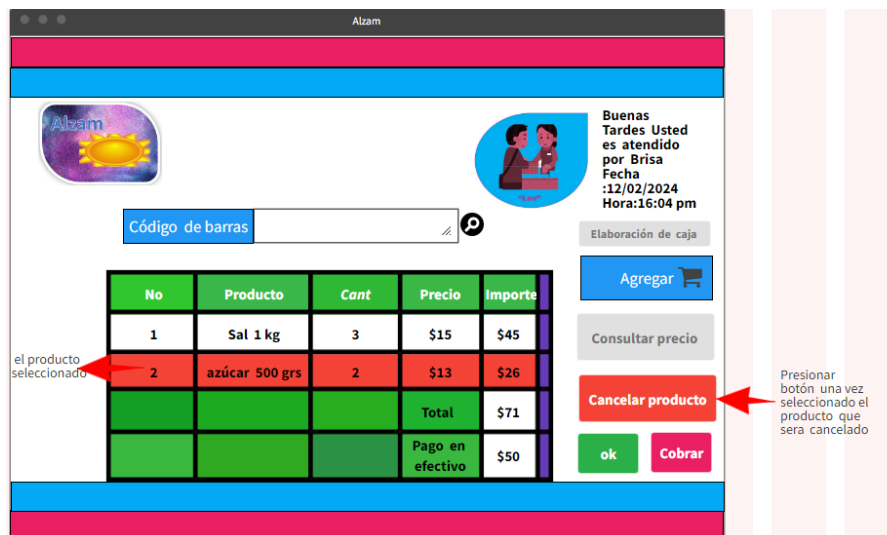 Alzam
Alzam
"Lov"
Buenas
Tardes Usted
es atendido
por Brisa
Fecha
:12/02/2024
Hora:16:04 pm
Código de barras
Elaboración de caja
Agregar
No Producto Cant Precio Importe
1 Sal 1 kg 3 $15 $45
Consultar precio
el producto
seleccionado
2 azúcar 500 grs 2 $13 $26
Presionar
botón una vez
seleccionado el
producto que
sera cancelado
Cancelar producto
Total $71
Pago en
efectivo
$50
ok Cobrar